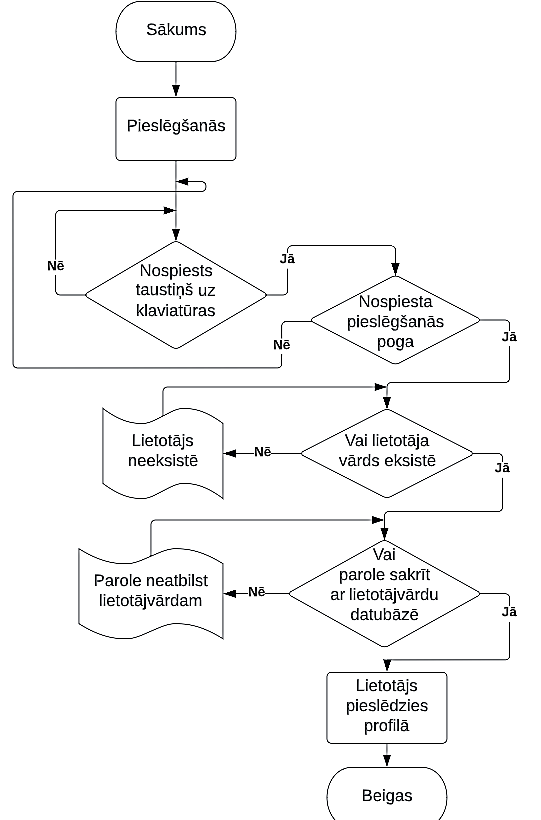 Sākums
Pieslēgšanās
Nē
Nospiests
taustiņš uz
klaviatūras
Jā
Nospiesta
pieslēgšanās
poga
Nē
Jā
Lietotājs
neeksistē
Nē
Vai lietotāja
vārds eksistē
Jā
Parole neatbilst
lietotājvārdam
Nē
Vai
parole sakrīt
ar lietotājvārdu
datubāzē
Jā
Lietotājs
pieslēdzies
profilā
Beigas